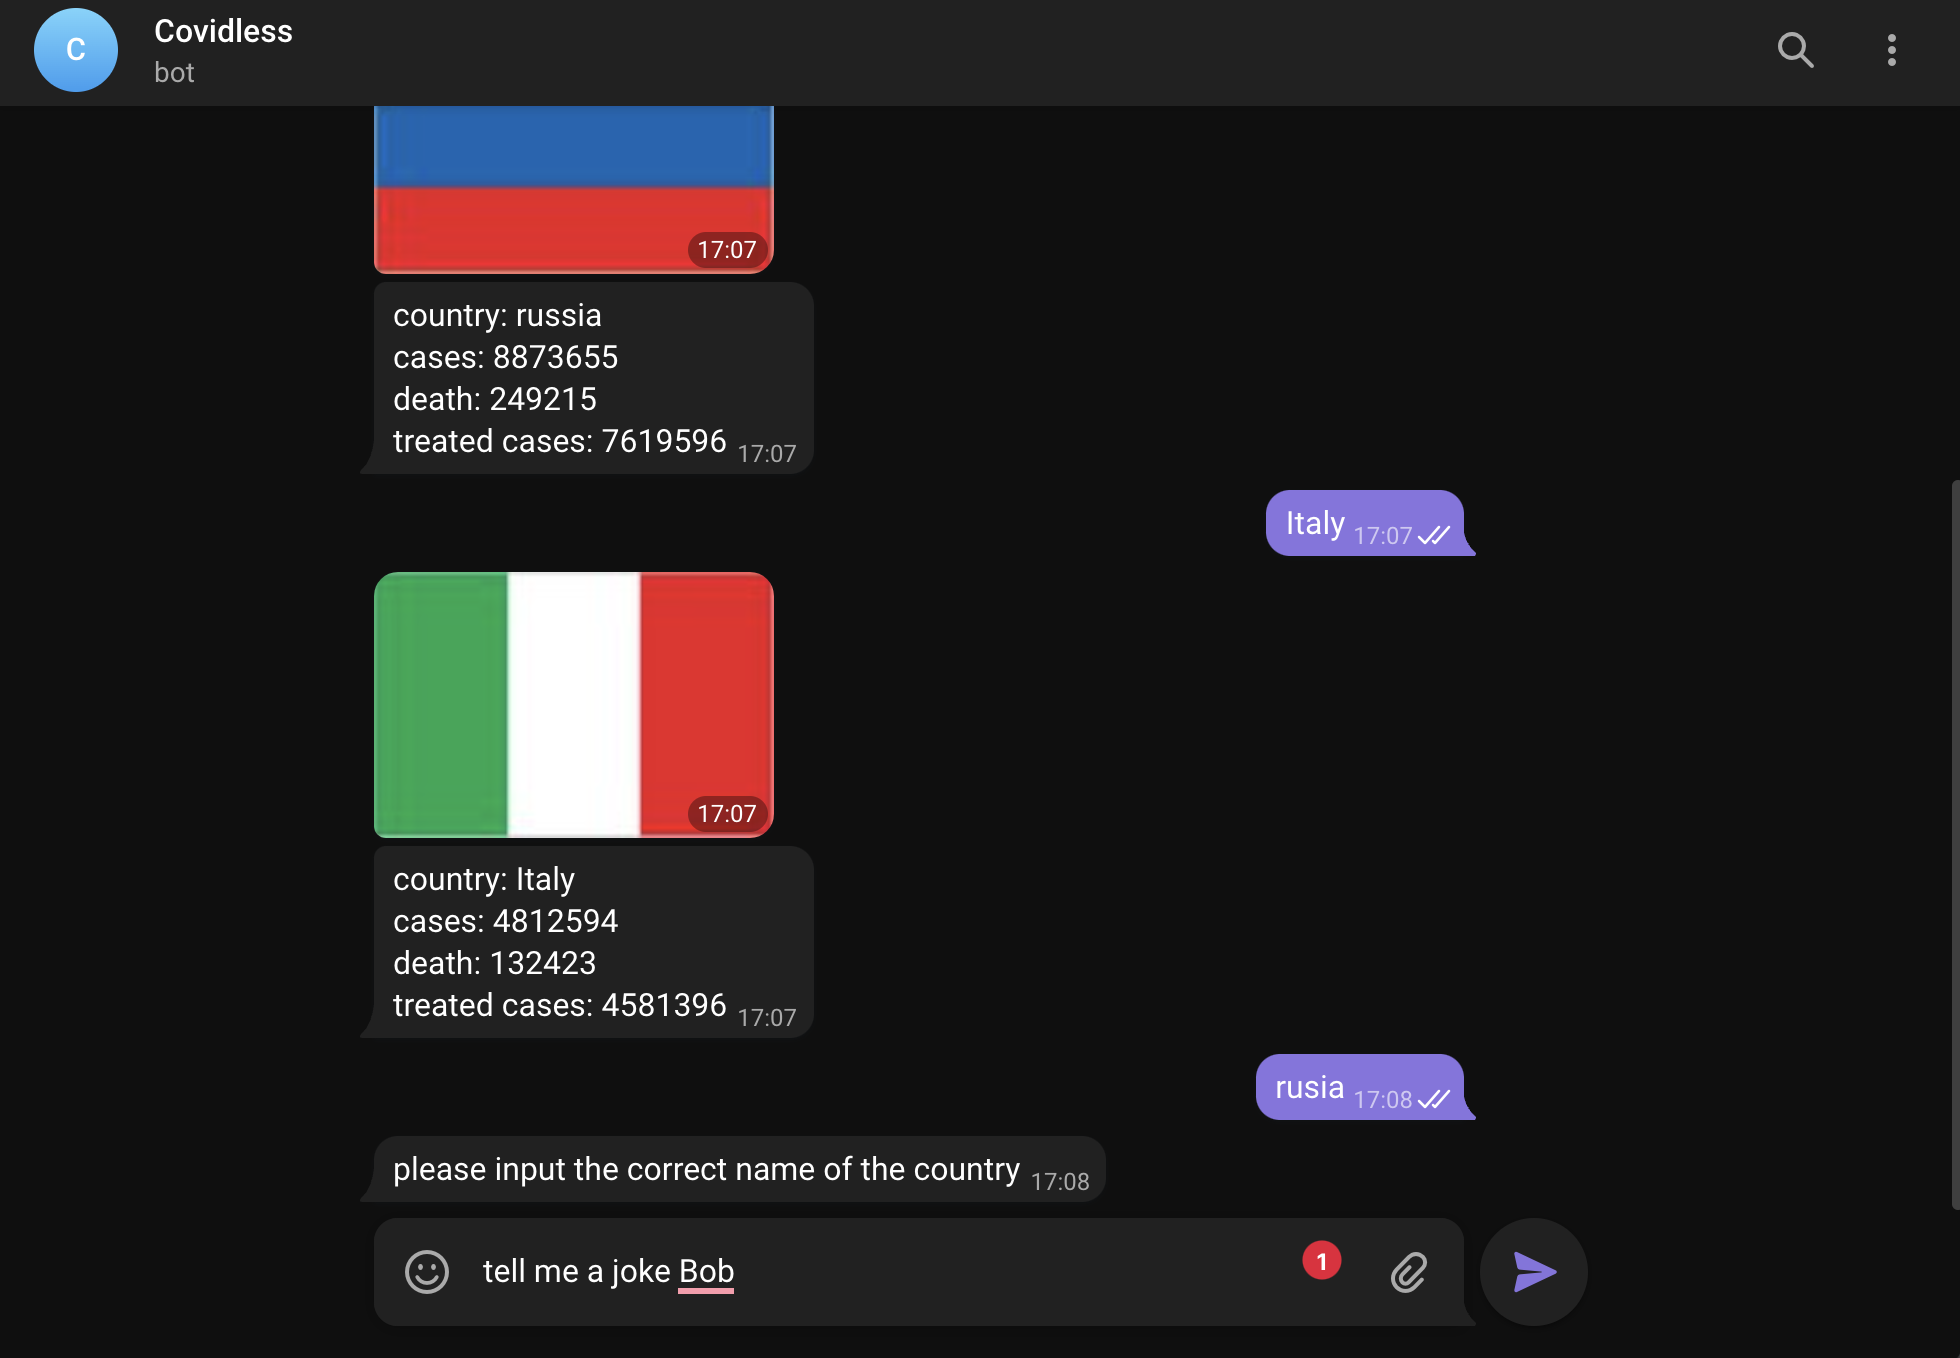 C
Covidless
bot
17:07
country: russia
cases: 8873655
death: 249215
treated cases: 7619596 17:07
Italy 17:07
17:07
country: Italy
cases: 4812594
death: 132423
treated cases: 4581396 17:07
rusia 17:08
please input the correct name of the country 17:08
tell me a joke Bob
1